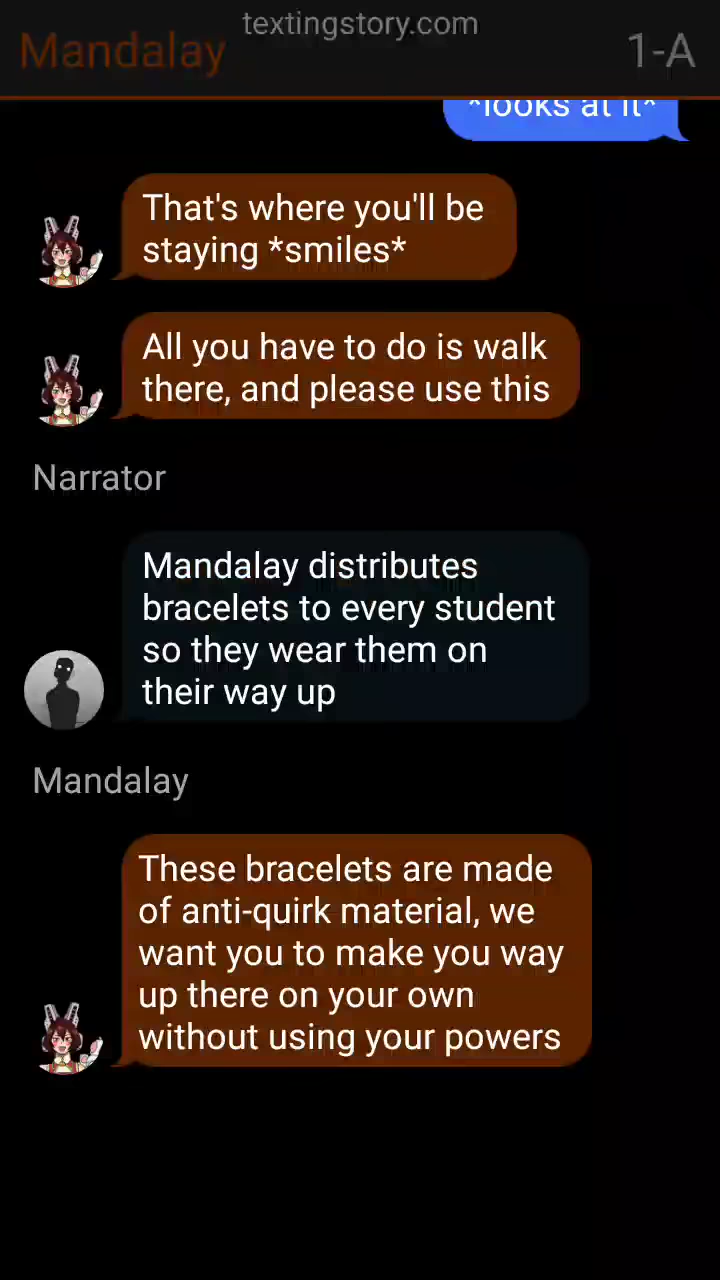 textingstory.com
Mandalay
1-A
*looks at it*
That's where you'll be
staying *smiles*
All you have to do is walk
there, and please use this
Narrator
Mandalay distributes
bracelets to every student
so they wear them on
their way up
Mandalay
These bracelets are made
of anti-quirk material, we
want you to make you way
up there on your own
without using your powers